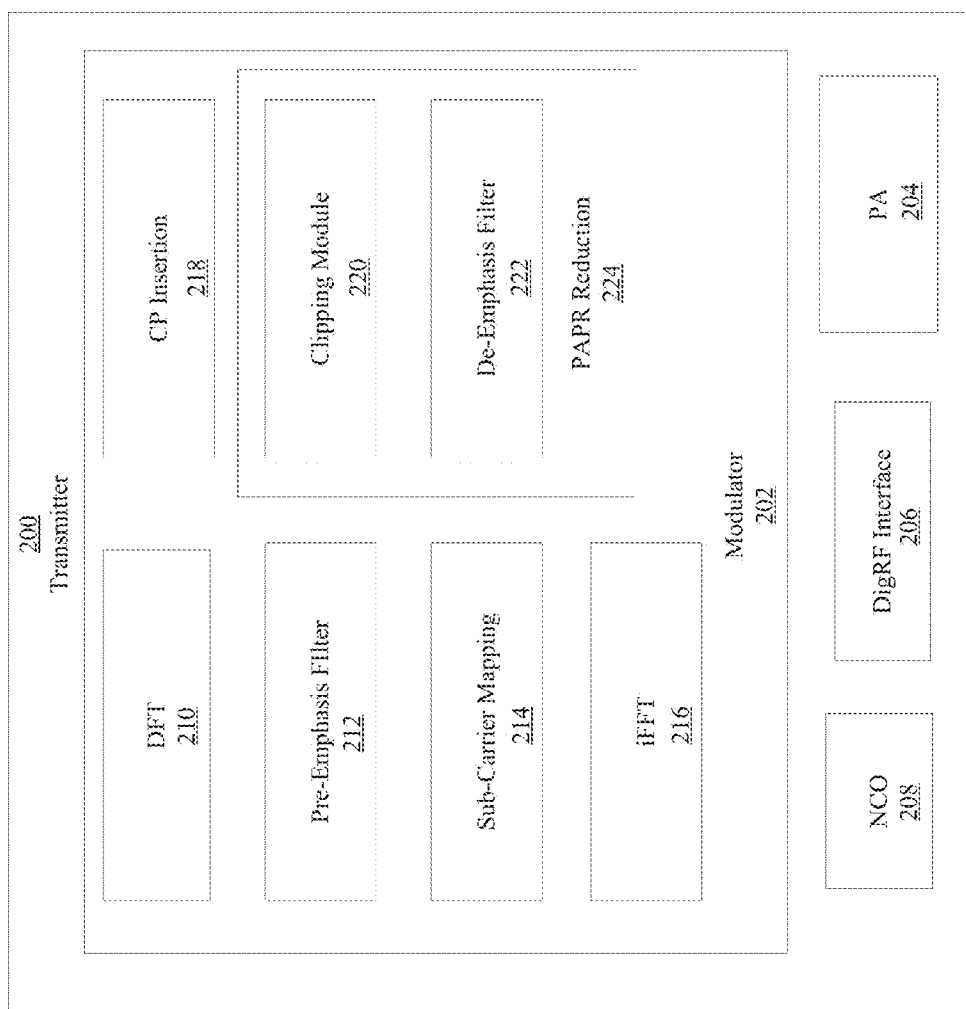 200
Transmitter
DFT
210
Pre-Emphasis FIlter
212
Sub-Carrier Mapping
214
iFFT
216
CP Insertion
218
Clipping Module
220
De-Emphasis Filter
222
PAPR Reduction
224
Modulator
202
NCO
208
DigRF Interface
206
PA
204